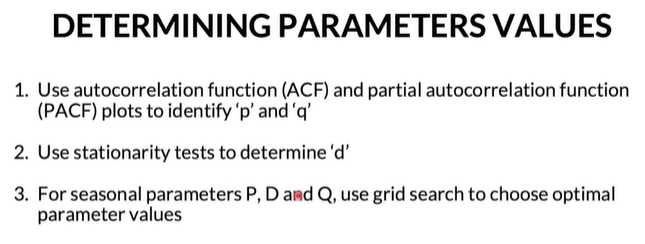 DETERMINING PARAMETERS VALUES
1. Use autocorrelation function (ACF) and partial autocorrelation function
(PACF) plots to identify 'p' and 'q'
2. Use stationarity tests to determine 'd'
3. For seasonal parameters P, D and Q, use grid search to choose optimal
parameter values